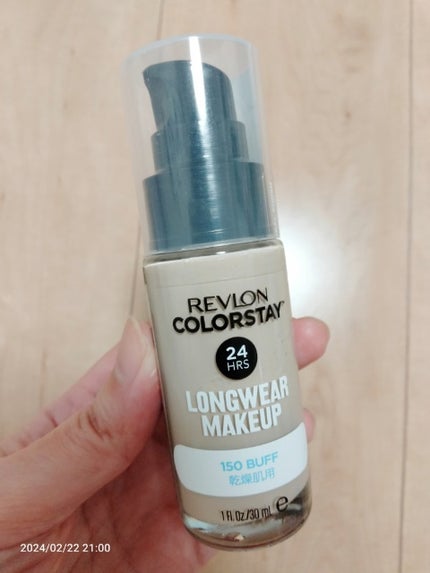 REVLON
COLORSTAY™
24
HRS
LONGWEAR
MAKEUP
150 BUFF
乾燥肌用
1 Fl. Oz/30 ml ℮
2024/02/22 21:00